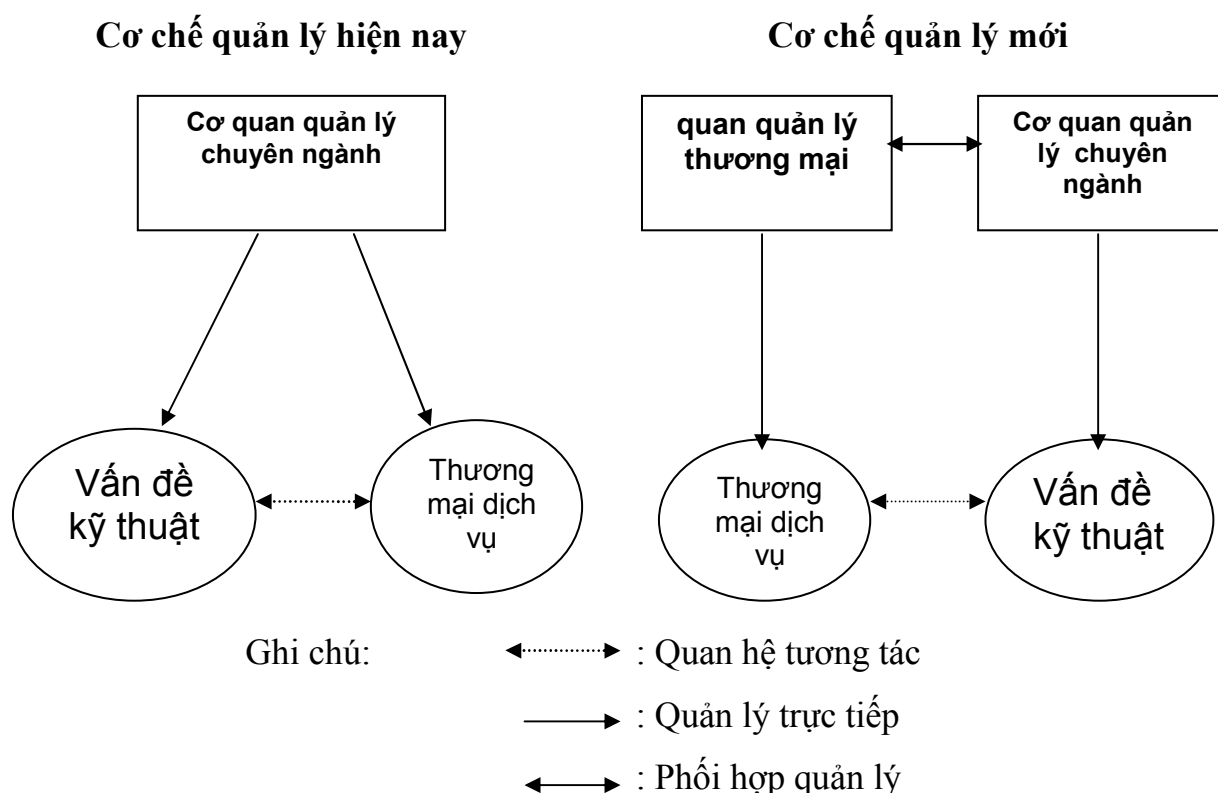 Cơ chế quản lý hiện nay
Cơ chế quản lý mới
Cơ quan quản lý
chuyên ngành
quan quản lý
thương mại
Cơ quan quản
lý chuyên
ngành
Vấn đề
kỹ thuật
Thương
mại dịch
vụ
Thương
mại dịch
vụ
Vấn đề
kỹ thuật
Ghi chú:
: Quan hệ tương tác
: Quản lý trực tiếp
: Phối hợp quản lý